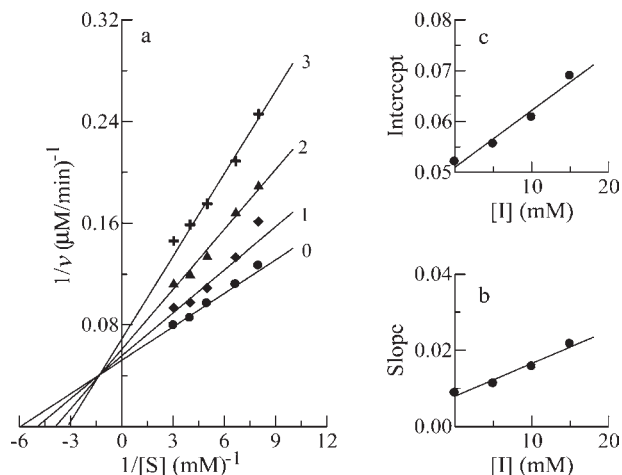 a
1/v (μM/min)⁻¹
0.32
0.24
0.16
0.08
3
2
1
0
-6 -3 0 3 6 9 12
1/[S] (mM)⁻¹
c
Intercept
0.08
0.07
0.06
0.05
0 10 20
[I] (mM)
b
Slope
0.04
0.02
0.00
0 10 20
[I] (mM)